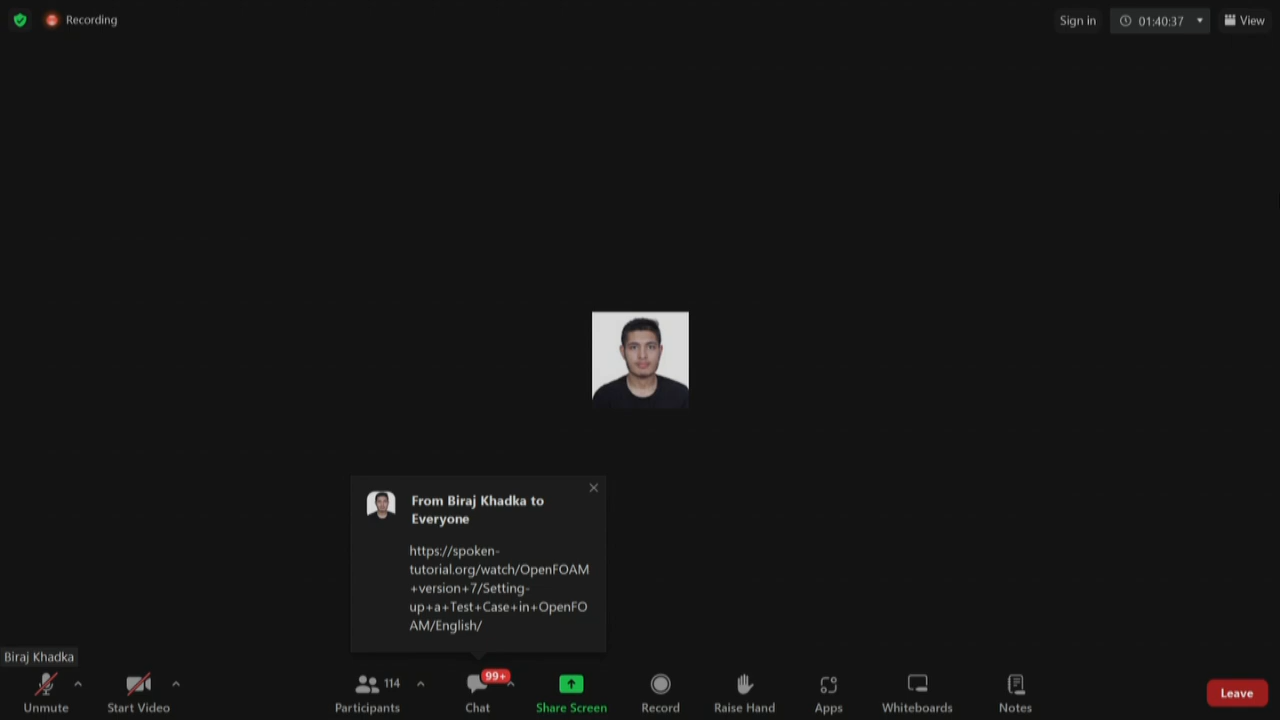 Recording
Sign in
01:40:37
View
From Biraj Khadka to
Everyone
https://spoken-
tutorial.org/watch/OpenFOAM
+version+7/Setting-
up+a+Test+Case+in+OpenFO
AM/English/
Biraj Khadka
Unmute
Start Video
114
Participants
99+
Chat
Share Screen
Record
Raise Hand
Apps
Whiteboards
Notes
Leave